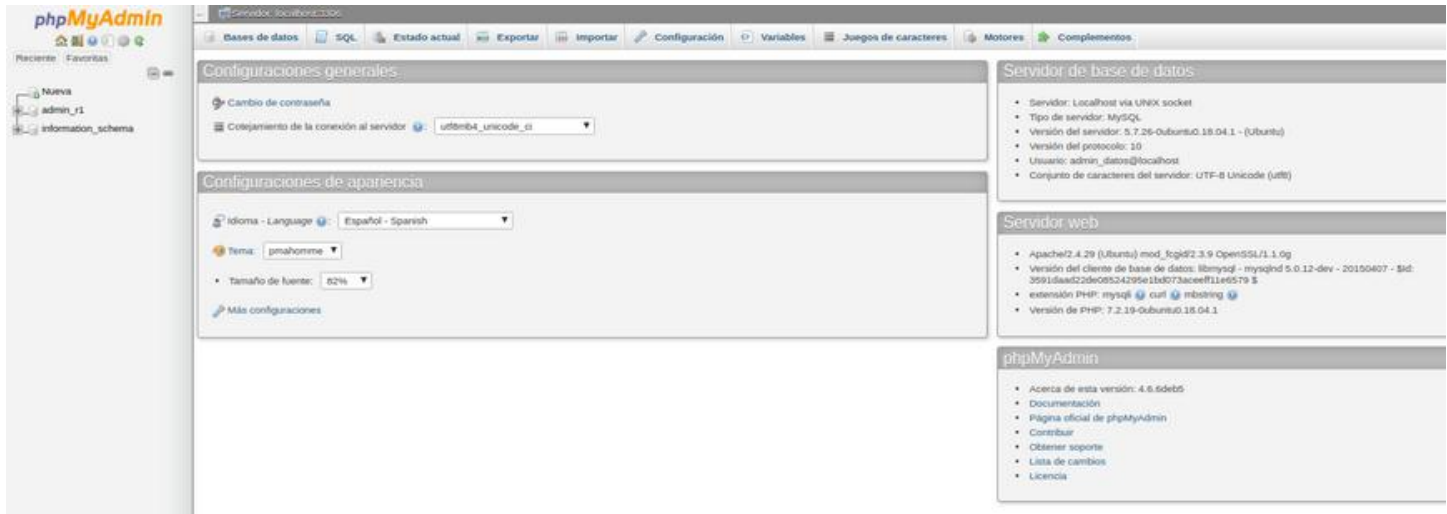 phpMyAdmin
Reciente Favoritas
Nueva
admin_r1
information_schema
Servidor: localhost:3306
Bases de datos SQL Estado actual Exportar Importar Configuración Variables Juegos de caracteres Motores Complementos
Configuraciones generales
Cambio de contraseña
Cotejamiento de la conexión al servidor : utf8mb4_unicode_ci
Configuraciones de apariencia
Idioma - Language : Español - Spanish
Tema: pmahomme
Tamaño de fuente: 82%
Más configuraciones
Servidor de base de datos
Servidor: Localhost via UNIX socket
Tipo de servidor: MySQL
Versión del servidor: 5.7.26-0ubuntu0.18.04.1 - (Ubuntu)
Versión del protocolo: 10
Usuario: admin_datos@localhost
Conjunto de caracteres del servidor: UTF-8 Unicode (utf8)
Servidor web
Apache/2.4.29 (Ubuntu) mod_fcgid/2.3.9 OpenSSL/1.1.0g
Versión del cliente de base de datos: libmysql - mysqlnd 5.0.12-dev - 20150407 - $Id:
$
extensión PHP: mysqli curl mbstring
Versión de PHP: 7.2.19-0ubuntu0.18.04.1
phpMyAdmin
Acerca de esta versión: 4.6.6deb5
Documentación
Página oficial de phpMyAdmin
Contribuir
Obtener soporte
Lista de cambios
Licencia